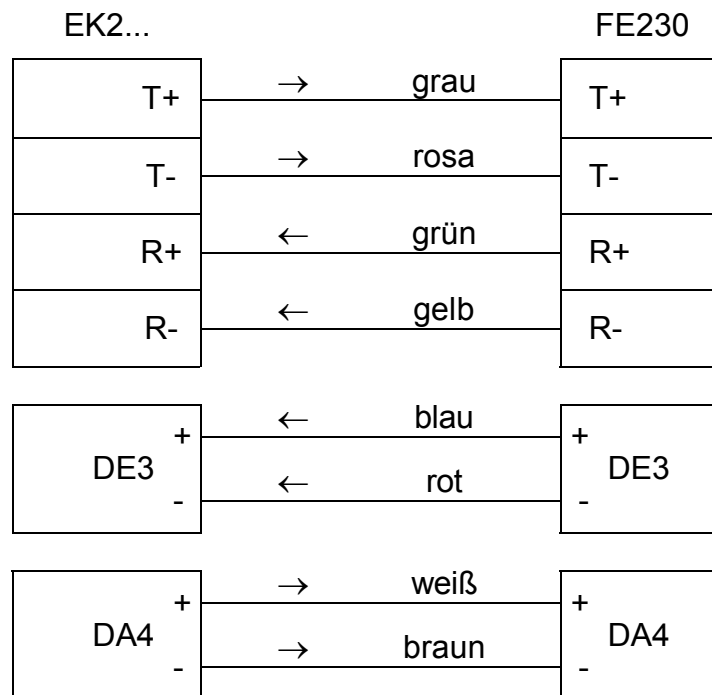 EK2... FE230
T+ → grau T+
T- → rosa T-
R+ ← grün R+
R- ← gelb R-
+ ← blau +
DE3 DE3
- ← rot -
+ → weiß +
DA4 DA4
- → braun -